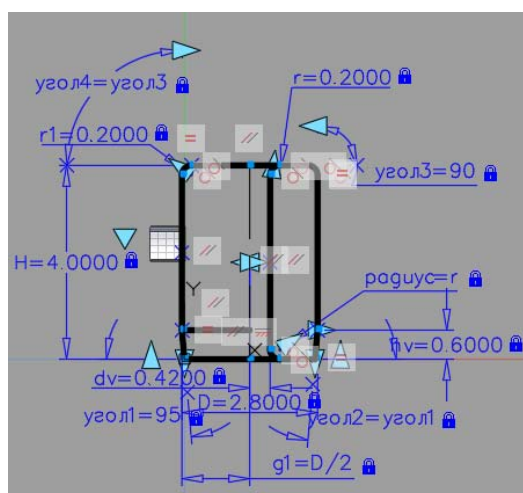 угол4=угол3
r=0.2000
r1=0.2000
угол3=90
H=4.0000
Y
радиус=r
X
hv=0.6000
dv=0.4200
D=2.8000
угол1=95
угол2=угол1
g1=D/2